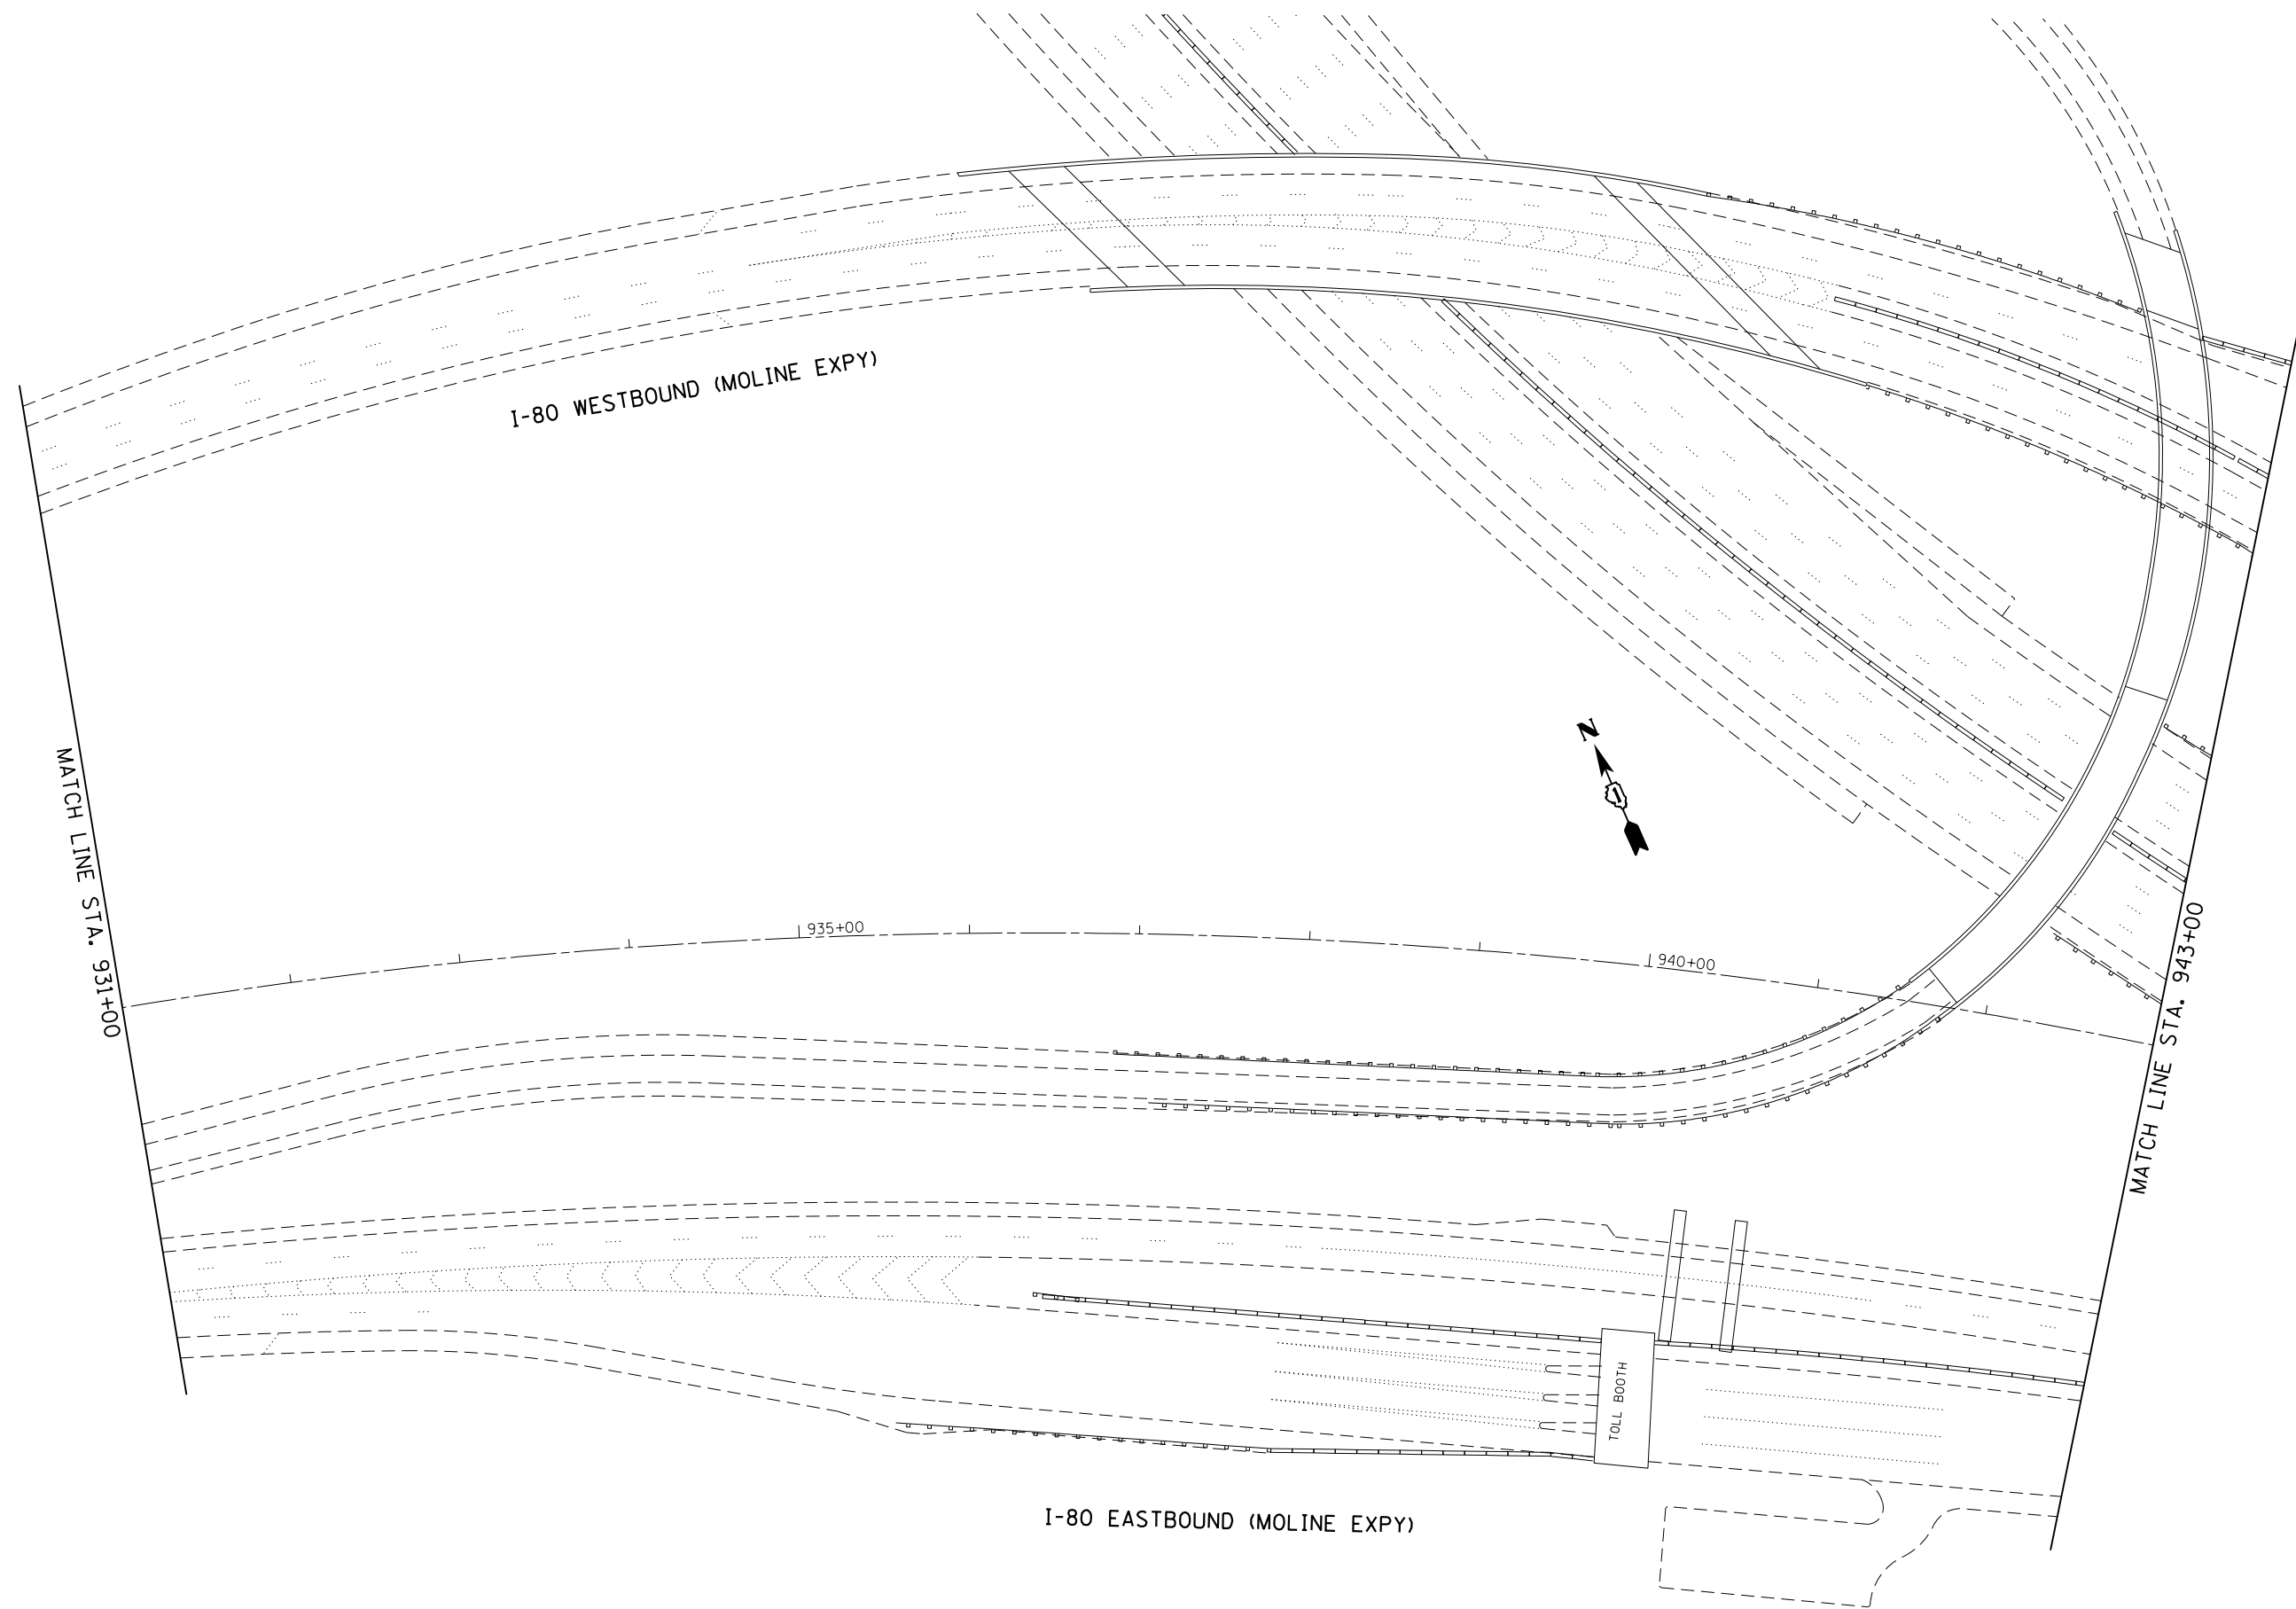 I-80 WESTBOUND (MOLINE EXPY)
MATCH LINE STA. 931+00
N
1
935+00
940+00
MATCH LINE STA. 943+00
TOLL BOOTH
I-80 EASTBOUND (MOLINE EXPY)